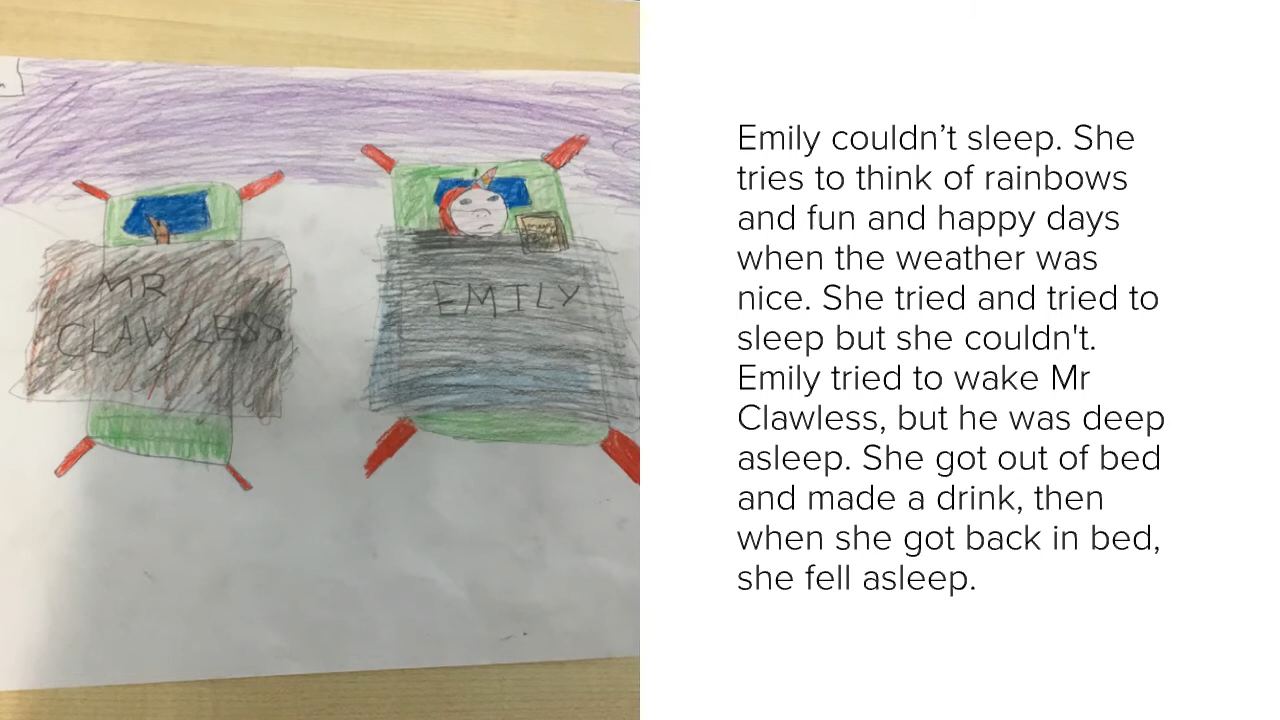 MR
CLAWLESS
EMILY
Emily couldn’t sleep. She
tries to think of rainbows
and fun and happy days
when the weather was
nice. She tried and tried to
sleep but she couldn't.
Emily tried to wake Mr
Clawless, but he was deep
asleep. She got out of bed
and made a drink, then
when she got back in bed,
she fell asleep.